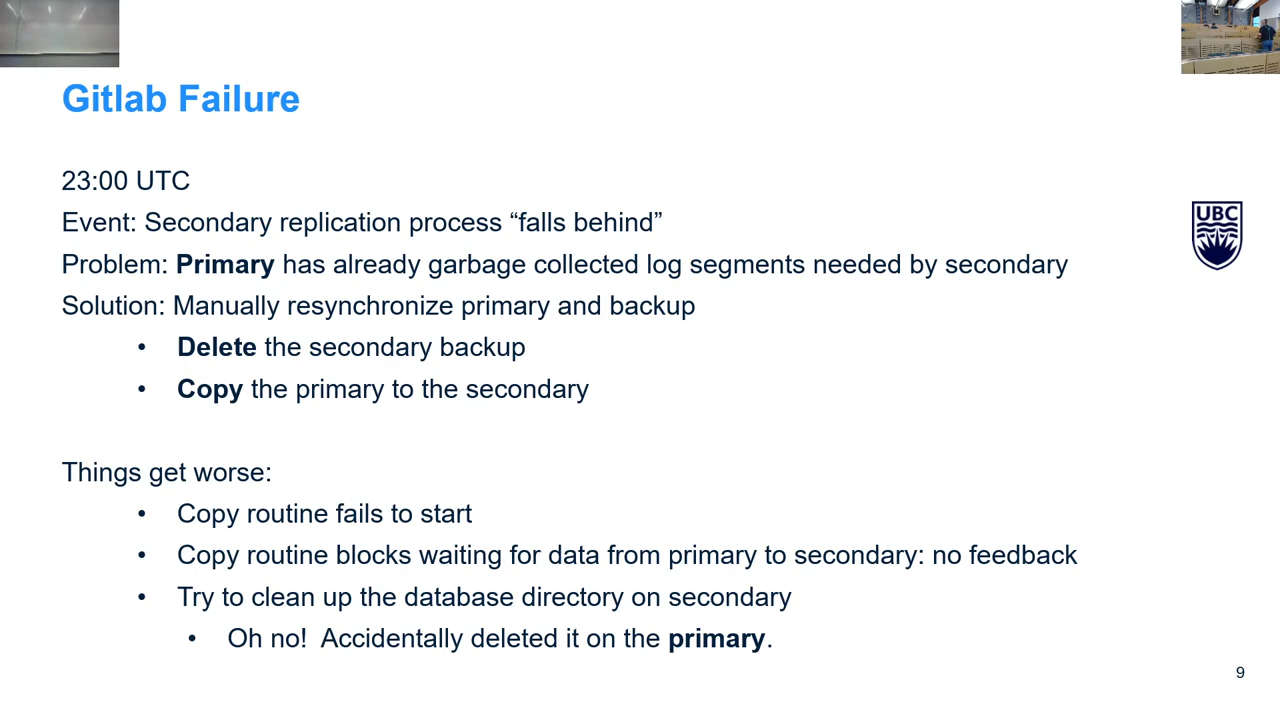 Gitlab Failure
23:00 UTC
Event: Secondary replication process “falls behind”
Problem: Primary has already garbage collected log segments needed by secondary
Solution: Manually resynchronize primary and backup
• Delete the secondary backup
• Copy the primary to the secondary
Things get worse:
• Copy routine fails to start
• Copy routine blocks waiting for data from primary to secondary: no feedback
• Try to clean up the database directory on secondary
• Oh no!  Accidentally deleted it on the primary.
UBC
9